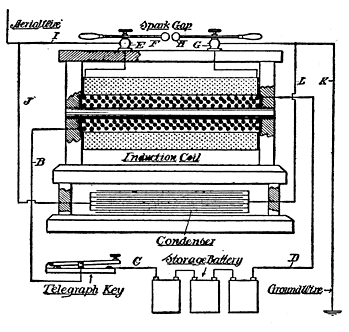 Spark Gap
Aerial Wire
I
E
F
H
G
L
K
J
B
Induction Coil
Condenser
Storage Battery
C
D
Telegraph Key
Ground Wire